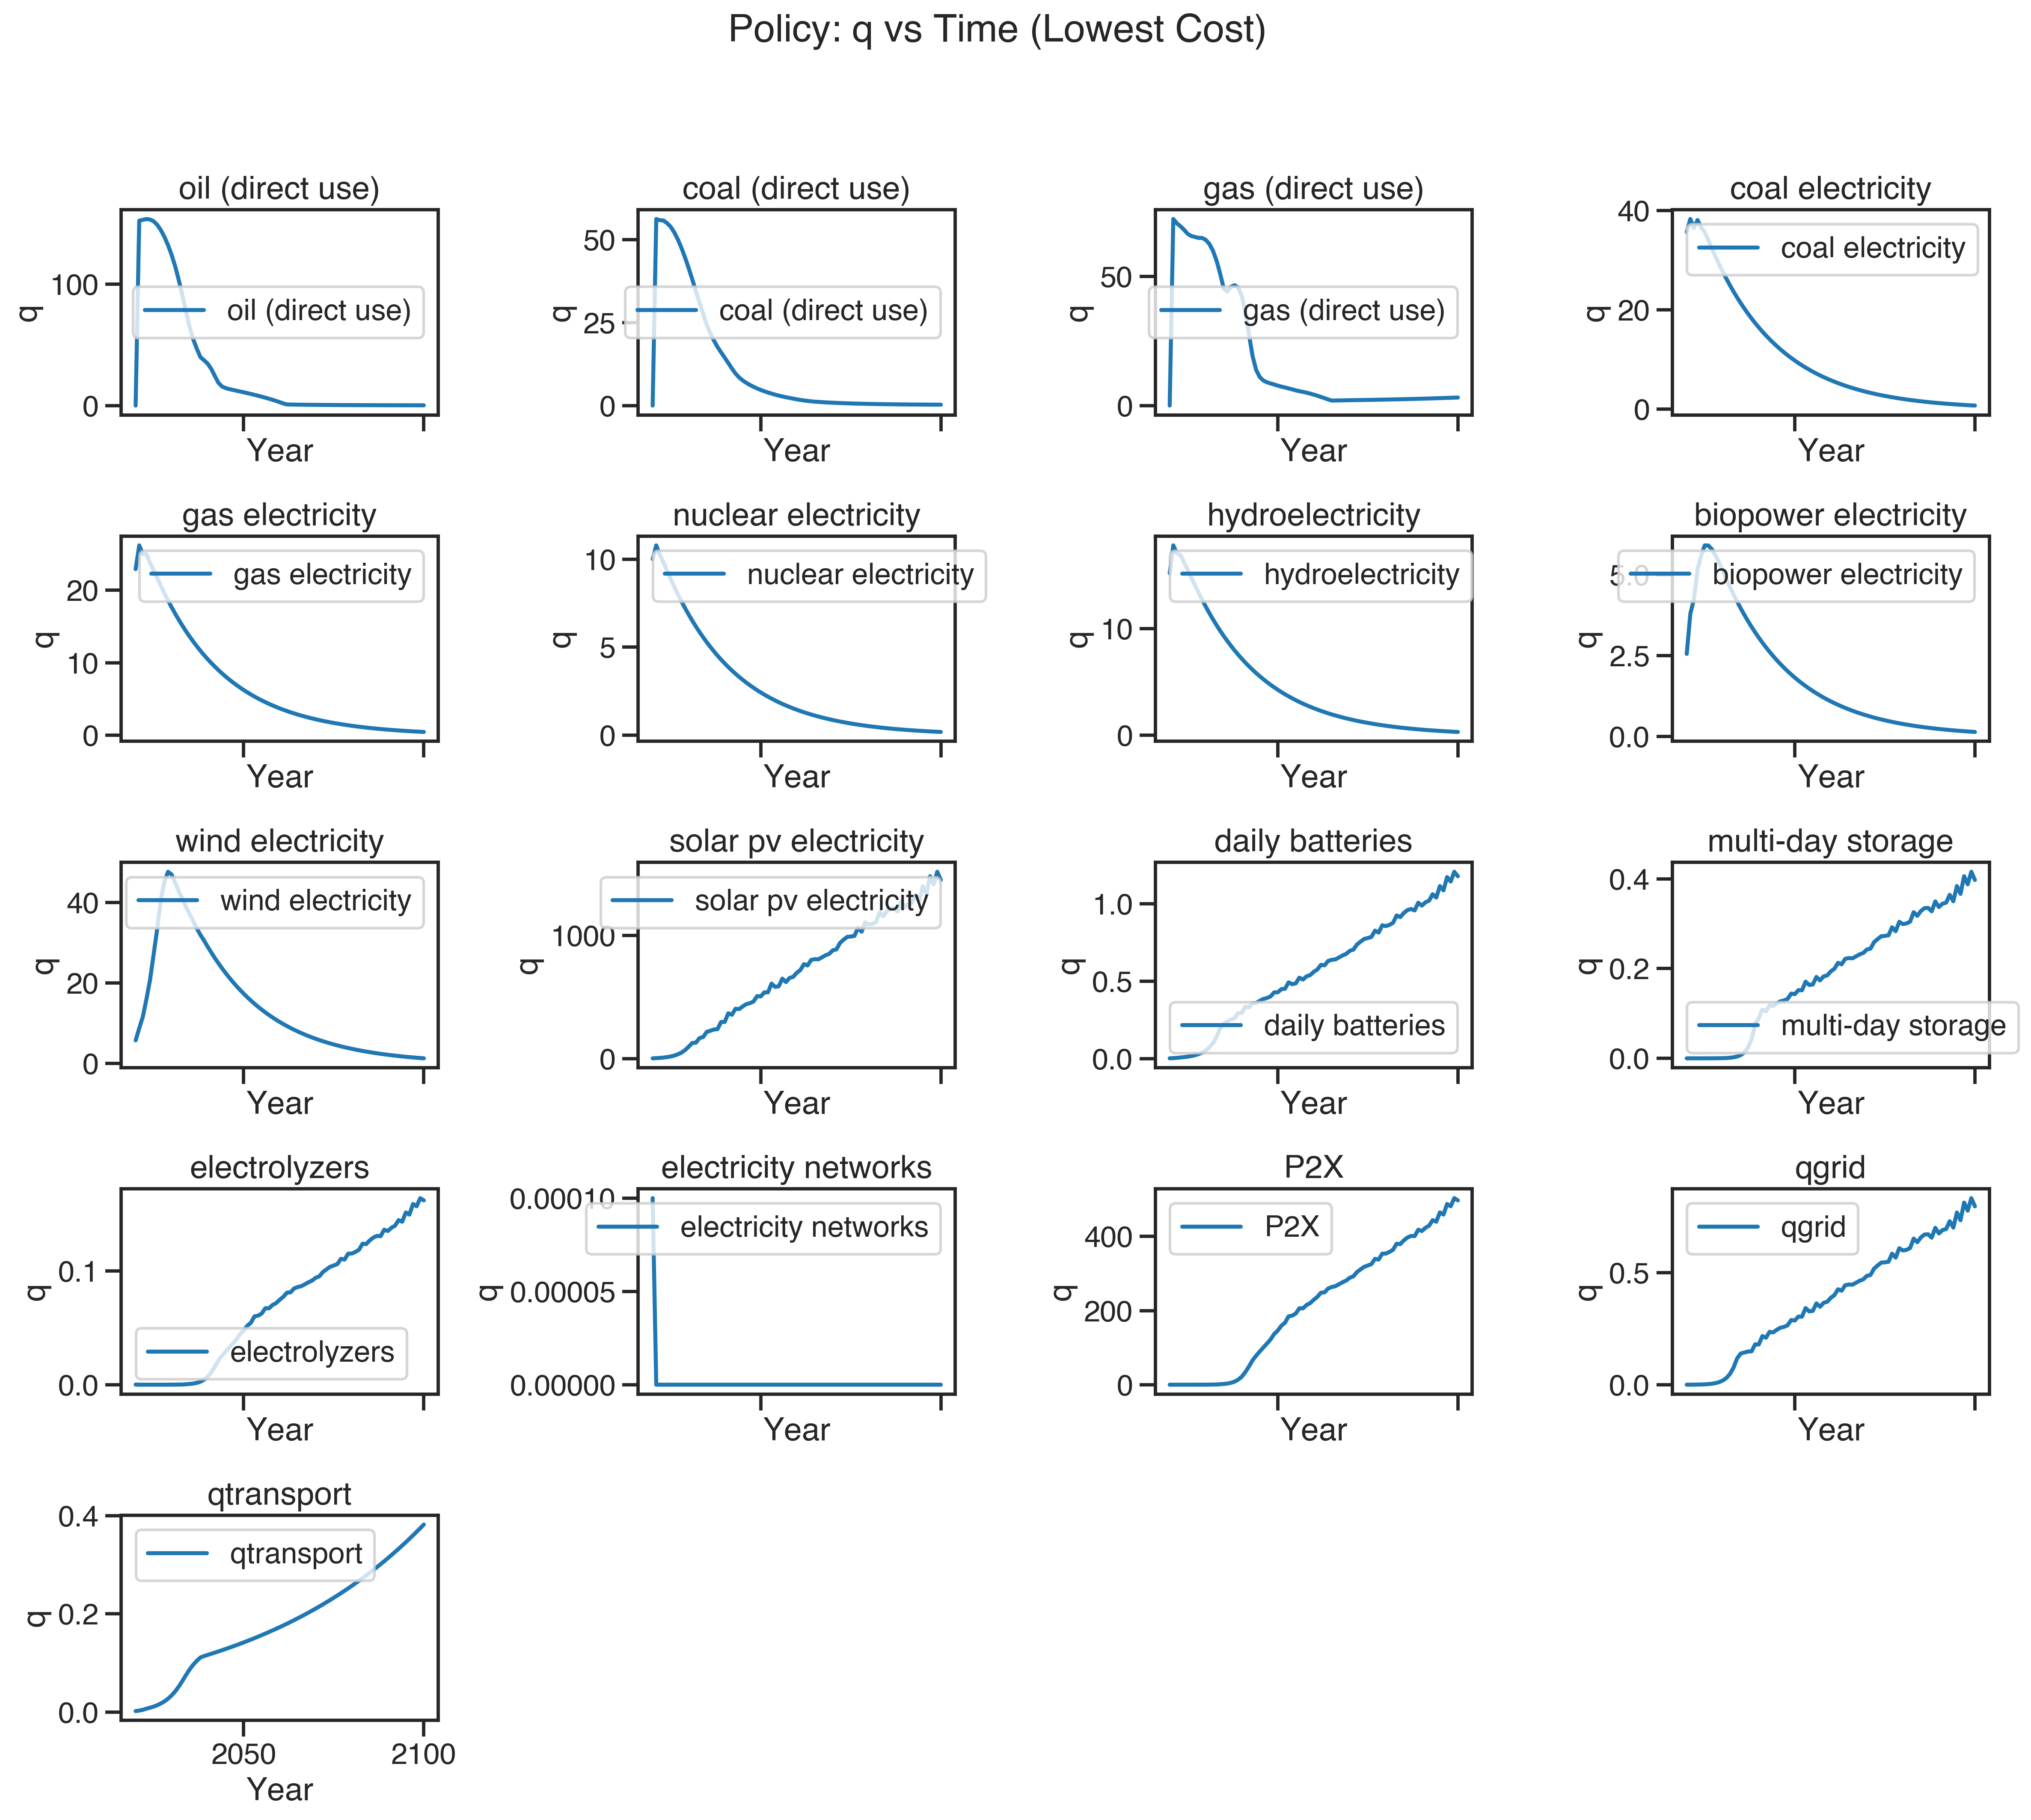 Policy: q vs Time (Lowest Cost)
oil (direct use)
100
0
q
oil (direct use)
Year
coal (direct use)
50
25
0
q
coal (direct use)
Year
gas (direct use)
50
0
q
gas (direct use)
Year
coal electricity
40
20
0
q
coal electricity
Year
gas electricity
20
10
0
q
gas electricity
Year
nuclear electricity
10
5
0
q
nuclear electricity
Year
hydroelectricity
10
0
q
hydroelectricity
Year
biopower electricity
5.0
2.5
0.0
q
biopower electricity
Year
wind electricity
40
20
0
q
wind electricity
Year
solar pv electricity
1000
0
q
solar pv electricity
Year
daily batteries
1.0
0.5
0.0
q
daily batteries
Year
multi-day storage
0.4
0.2
0.0
q
multi-day storage
Year
electrolyzers
0.1
0.0
q
electrolyzers
Year
electricity networks
0.00010
0.00005
0.00000
q
electricity networks
Year
P2X
400
200
0
q
P2X
Year
qgrid
0.5
0.0
q
qgrid
Year
qtransport
0.4
0.2
0.0
q
qtransport
2050 2100
Year